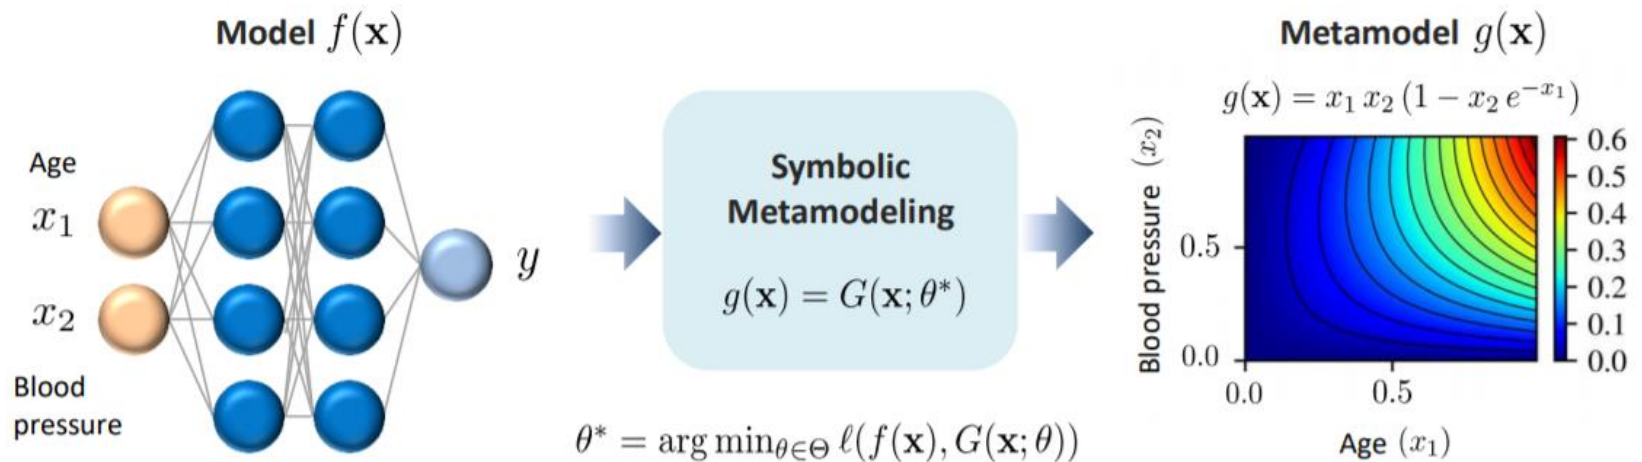 Model f(x)
Age
x₁
x₂
Blood
pressure
y
Symbolic
Metamodeling
g(x) = G(x; θ*)
θ* = arg min_{θ∈Θ} ℓ(f(x), G(x; θ))
Metamodel g(x)
g(x) = x₁ x₂ (1 − x₂ e^{−x₁})
Blood pressure (x₂)
0.5
0.0
0.0 0.5
Age (x₁)
0.6
0.5
0.4
0.3
0.2
0.1
0.0